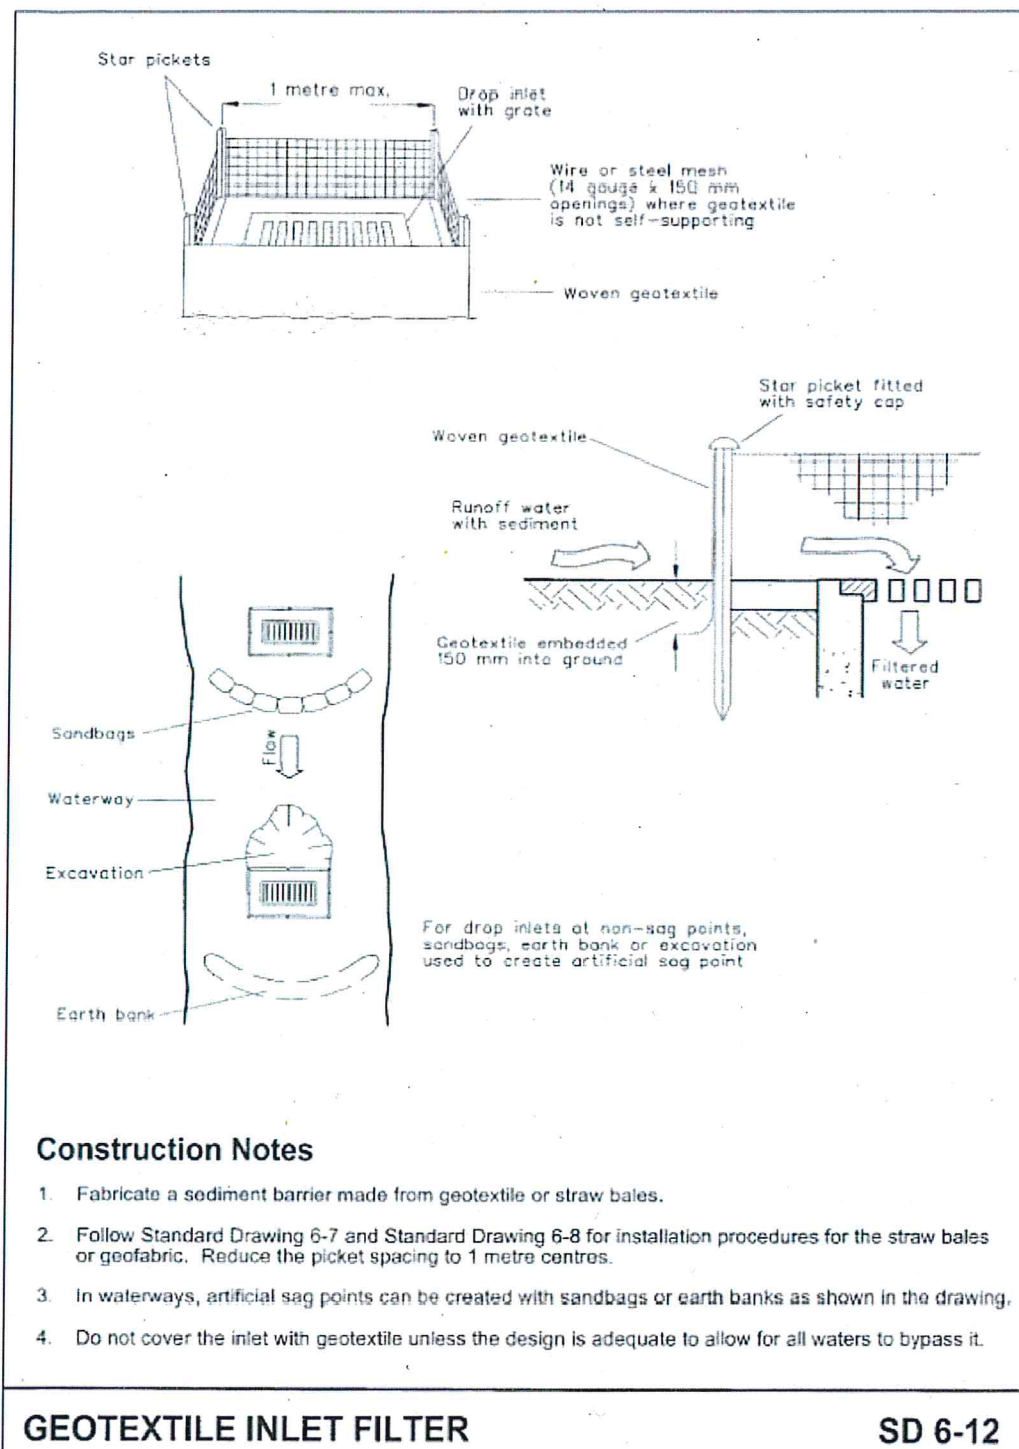 Star pickets
1 metre max.
Drop inlet
with grate
Wire or steel mesh
(14 gauge x 150 mm
openings) where geotextile
is not self-supporting
Woven geotextile
Star picket fitted
with safety cap
Woven geotextile
Runoff water
with sediment
Geotextile embedded
150 mm into ground
Filtered
water
Sandbags
Flow
Waterway
Excavation
For drop inlets at non-sag points,
sandbags, earth bank or excavation
used to create artificial sag point
Earth bank
Construction Notes
1. Fabricate a sediment barrier made from geotextile or straw bales.
2. Follow Standard Drawing 6-7 and Standard Drawing 6-8 for installation procedures for the straw bales
or geofabric. Reduce the picket spacing to 1 metre centres.
3. In waterways, artificial sag points can be created with sandbags or earth banks as shown in the drawing.
4. Do not cover the inlet with geotextile unless the design is adequate to allow for all waters to bypass it.
GEOTEXTILE INLET FILTER
SD 6-12